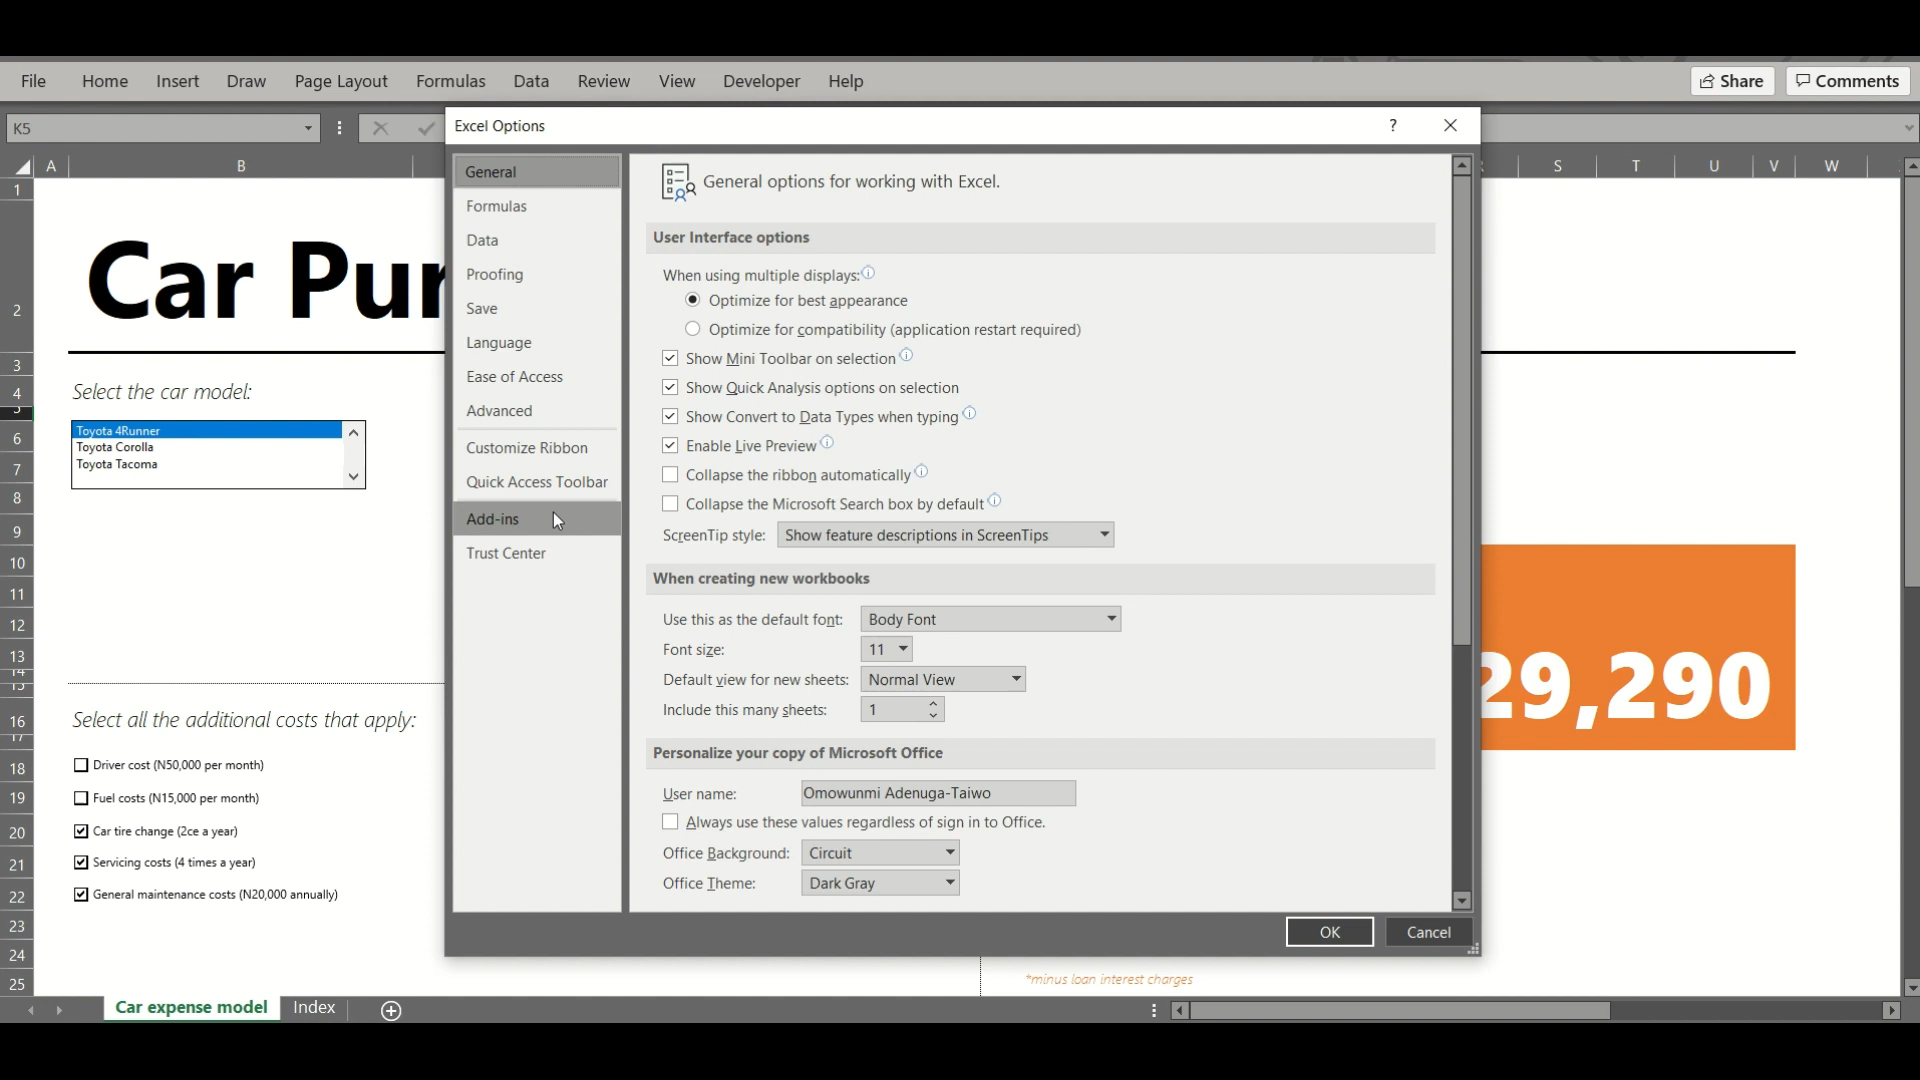 File Home Insert Draw Page Layout Formulas Data Review View Developer Help Share Comments
K5
Excel Options ?
A B S T U V W
1
2
3
4
5
6
7
8
9
10
11
12
13
14
15
16
17
18
19
20
21
22
23
24
25
Car Pur
Select the car model:
Toyota 4Runner
Toyota Corolla
Toyota Tacoma
Select all the additional costs that apply:
Driver cost (N50,000 per month)
Fuel costs (N15,000 per month)
Car tire change (2ce a year)
Servicing costs (4 times a year)
General maintenance costs (N20,000 annually)
General
Formulas
Data
Proofing
Save
Language
Ease of Access
Advanced
Customize Ribbon
Quick Access Toolbar
Add-ins
Trust Center
General options for working with Excel.
User Interface options
When using multiple displays:
Optimize for best appearance
Optimize for compatibility (application restart required)
Show Mini Toolbar on selection
Show Quick Analysis options on selection
Show Convert to Data Types when typing
Enable Live Preview
Collapse the ribbon automatically
Collapse the Microsoft Search box by default
ScreenTip style: Show feature descriptions in ScreenTips
When creating new workbooks
Use this as the default font: Body Font
Font size: 11
Default view for new sheets: Normal View
Include this many sheets: 1
Personalize your copy of Microsoft Office
User name: Omowunmi Adenuga-Taiwo
Always use these values regardless of sign in to Office.
Office Background: Circuit
Office Theme: Dark Gray
OK Cancel
29,290
*minus loan interest charges
Car expense model Index